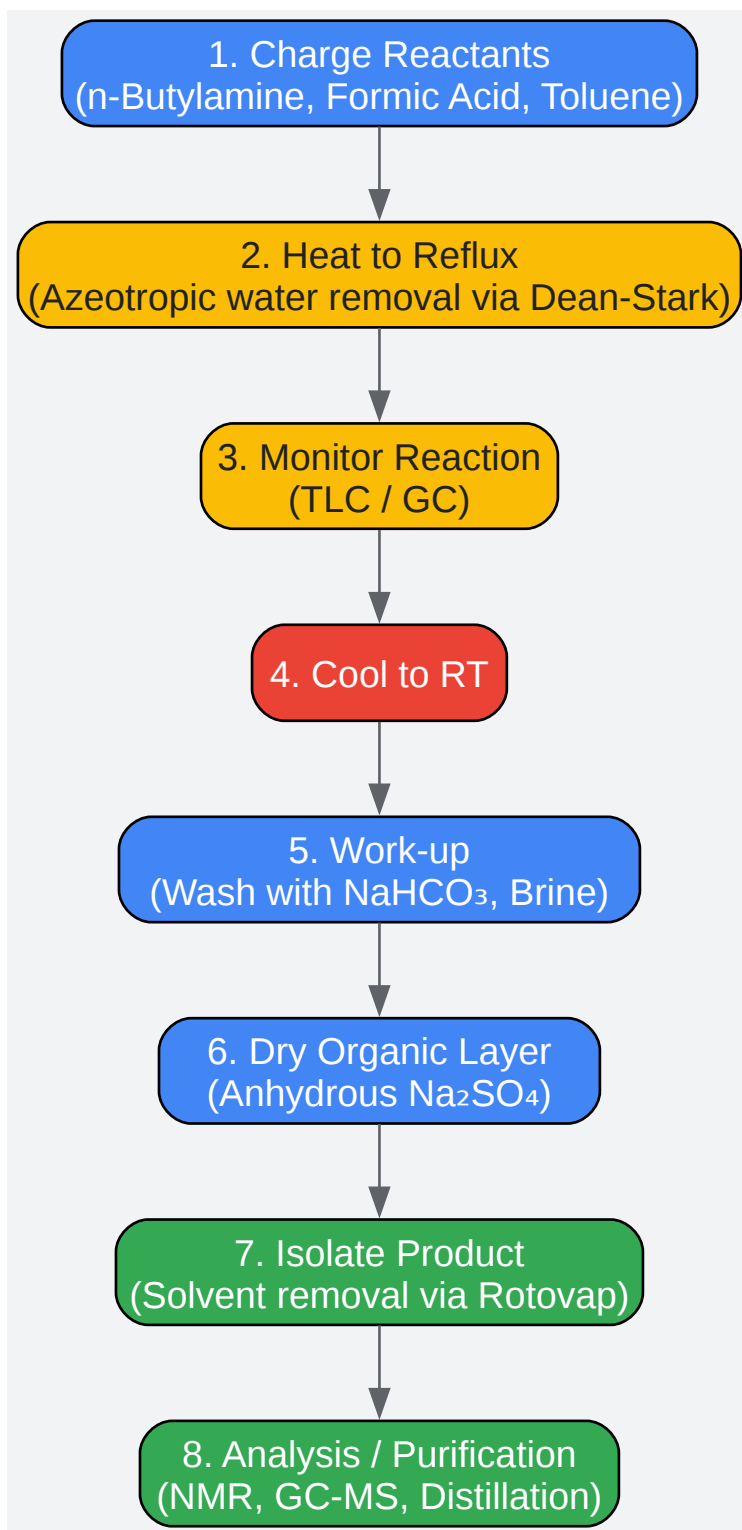 1. Charge Reactants
(n-Butylamine, Formic Acid, Toluene)
2. Heat to Reflux
(Azeotropic water removal via Dean-Stark)
3. Monitor Reaction
(TLC / GC)
4. Cool to RT
5. Work-up
(Wash with NaHCO₃, Brine)
6. Dry Organic Layer
(Anhydrous Na₂SO₄)
7. Isolate Product
(Solvent removal via Rotovap)
8. Analysis / Purification
(NMR, GC-MS, Distillation)